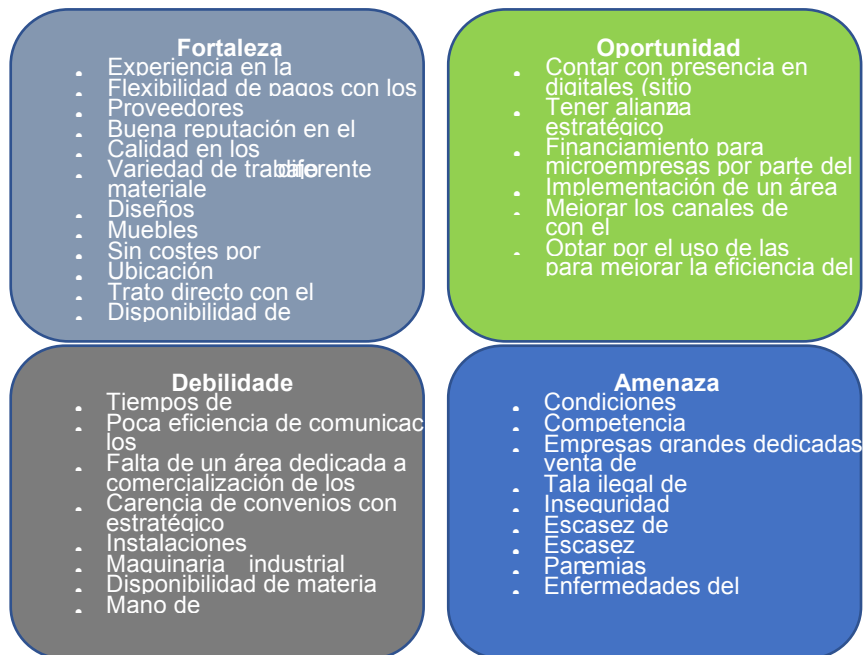 Fortaleza
. Experiencia en la
. Flexibilidad de pagos con los
. Proveedores
. Buena reputación en el
. Calidad en los
. Variedad de trabajo diferente
materiale
. Diseños
. Muebles
. Sin costes por
. Ubicación
. Trato directo con el
. Disponibilidad de
Oportunidad
. Contar con presencia en
digitales (sitio
. Tener alianza
estratégico
. Financiamiento para
microempresas por parte del
. Implementación de un área
. Mejorar los canales de
con el
. Optar por el uso de las
para mejorar la eficiencia del
Debilidade
. Tiempos de
. Poca eficiencia de comunicac
los
. Falta de un área dedicada a
comercialización de los
. Carencia de convenios con
estratégico
. Instalaciones
. Maquinaria industrial
. Disponibilidad de materia
. Mano de
Amenaza
. Condiciones
. Competencia
. Empresas grandes dedicadas
venta de
. Tala ilegal de
. Inseguridad
. Escasez de
. Escasez
. Pandemias
. Enfermedades del